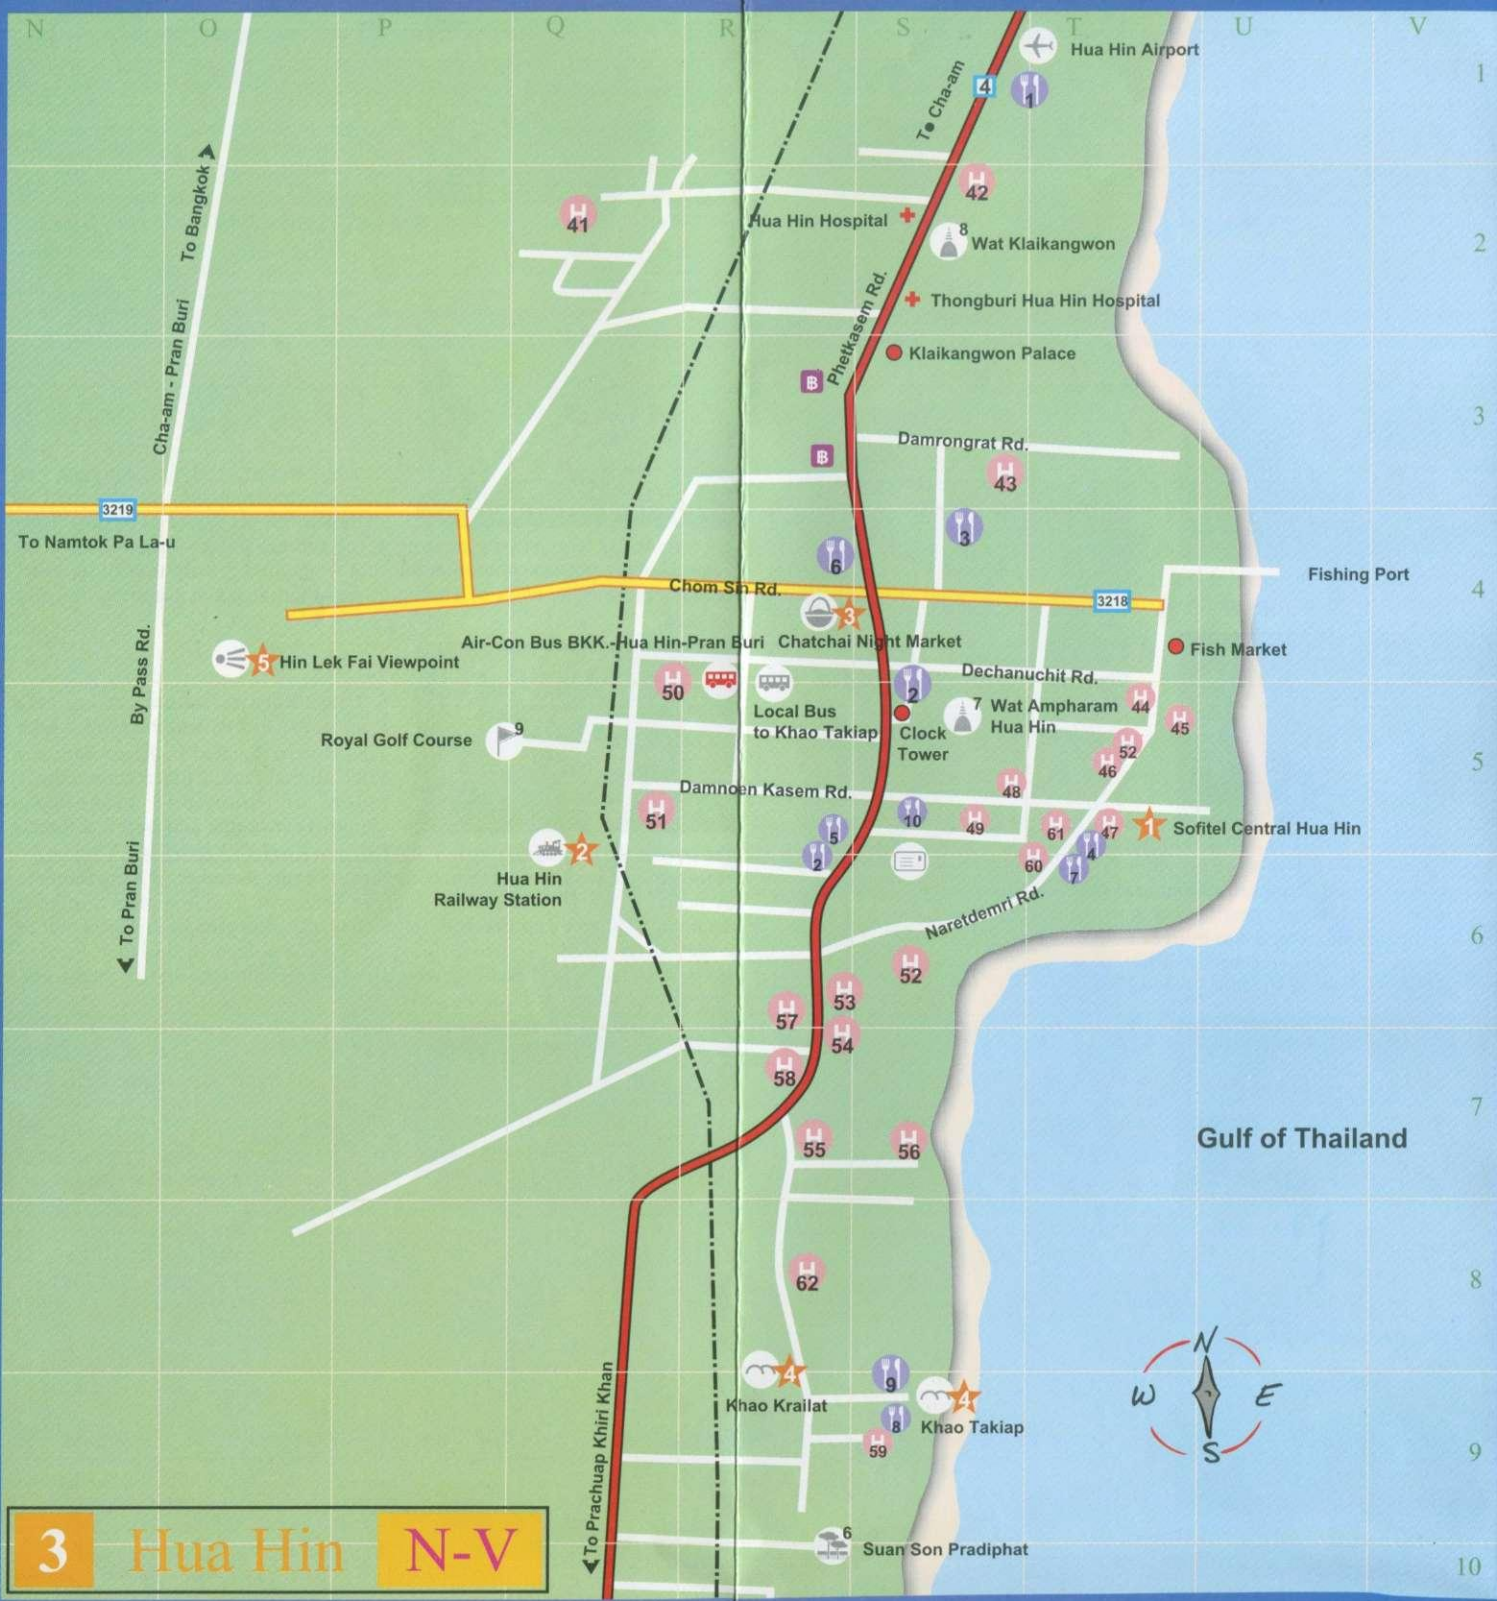 N O P Q R S T U V
1
Hua Hin Airport
4
1
To Cha-am
To Bangkok
42
41
Hua Hin Hospital
8
Wat Klaikangwon
2
Thongburi Hua Hin Hospital
Phetkasem Rd.
Klaikangwon Palace
฿
Cha-am - Pran Buri
3
Damrongrat Rd.
฿
43
3219
3
To Namtok Pa La-u
6
Fishing Port
Chom Sin Rd.
3218
4
3
Air-Con Bus BKK.-Hua Hin-Pran Buri
Chatchai Night Market
Fish Market
5
Hin Lek Fai Viewpoint
By Pass Rd.
Dechanuchit Rd.
50
2
44
Local Bus
to Khao Takiap
7
Wat Ampharam
Hua Hin
45
9
Royal Golf Course
Clock
Tower
52
46
5
48
Damnoen Kasem Rd.
51
10
49
61
47
1
Sofitel Central Hua Hin
5
4
2
2
60
7
Hua Hin
Railway Station
To Pran Buri
Naretdemri Rd.
6
52
53
57
54
58
7
Gulf of Thailand
55
56
8
62
N
W
E
S
4
Khao Krailat
9
4
Khao Takiap
8
59
9
To Prachuap Khiri Khan
6
Suan Son Pradiphat
10
3 Hua Hin N-V